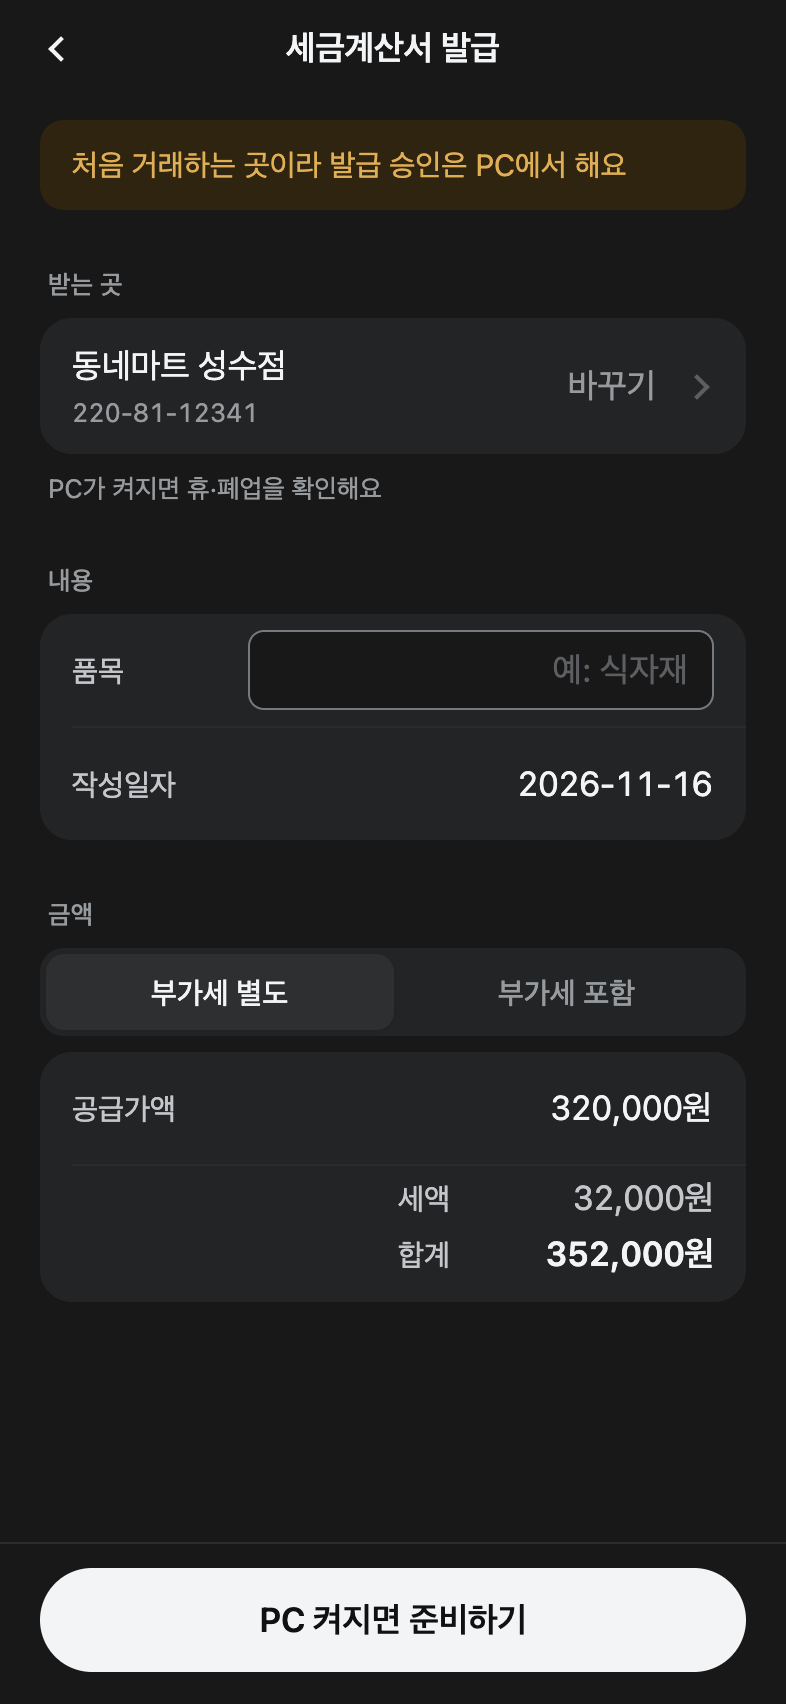 세금계산서 발급
처음 거래하는 곳이라 발급 승인은 PC에서 해요
받는 곳
동네마트 성수점
220-81-12341
바꾸기
PC가 켜지면 휴·폐업을 확인해요
내용
품목
예: 식자재
작성일자
2026-11-16
금액
부가세 별도
부가세 포함
공급가액
320,000원
세액
32,000원
합계
352,000원
PC 켜지면 준비하기